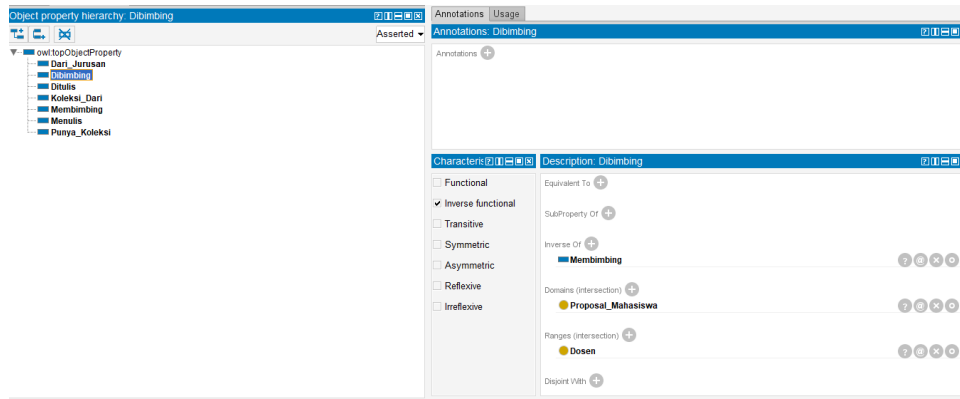 Object property hierarchy: Dibimbing
Asserted
owl:topObjectProperty
Dari_Jurusan
Dibimbing
Ditulis
Koleksi_Dari
Membimbing
Menulis
Punya_Koleksi
Annotations Usage
Annotations: Dibimbing
Annotations
Characteris
Functional
Inverse functional
Transitive
Symmetric
Asymmetric
Reflexive
Irreflexive
Description: Dibimbing
Equivalent To
SubProperty Of
Inverse Of
Membimbing
Domains (intersection)
Proposal_Mahasiswa
Ranges (intersection)
Dosen
Disjoint With